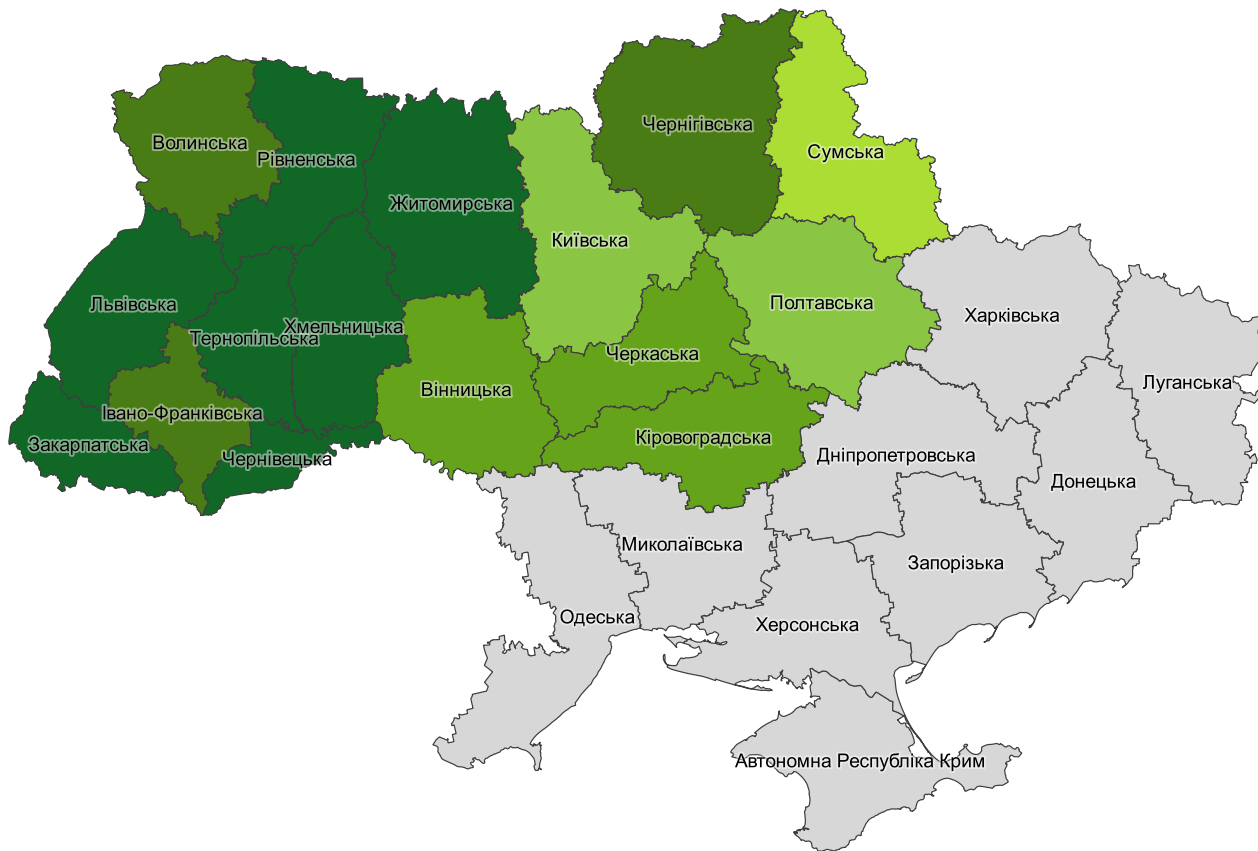 Чернігівська
Волинська
Сумська
Рівненська
Житомирська
Київська
Львівська
Полтавська
Харківська
Хмельницька
Тернопільська
Черкаська
Луганська
Вінницька
Івано-Франківська
Кіровоградська
Закарпатська
Чернівецька
Дніпропетровська
Донецька
Миколаївська
Запорізька
Одеська
Херсонська
Автономна Республіка Крим